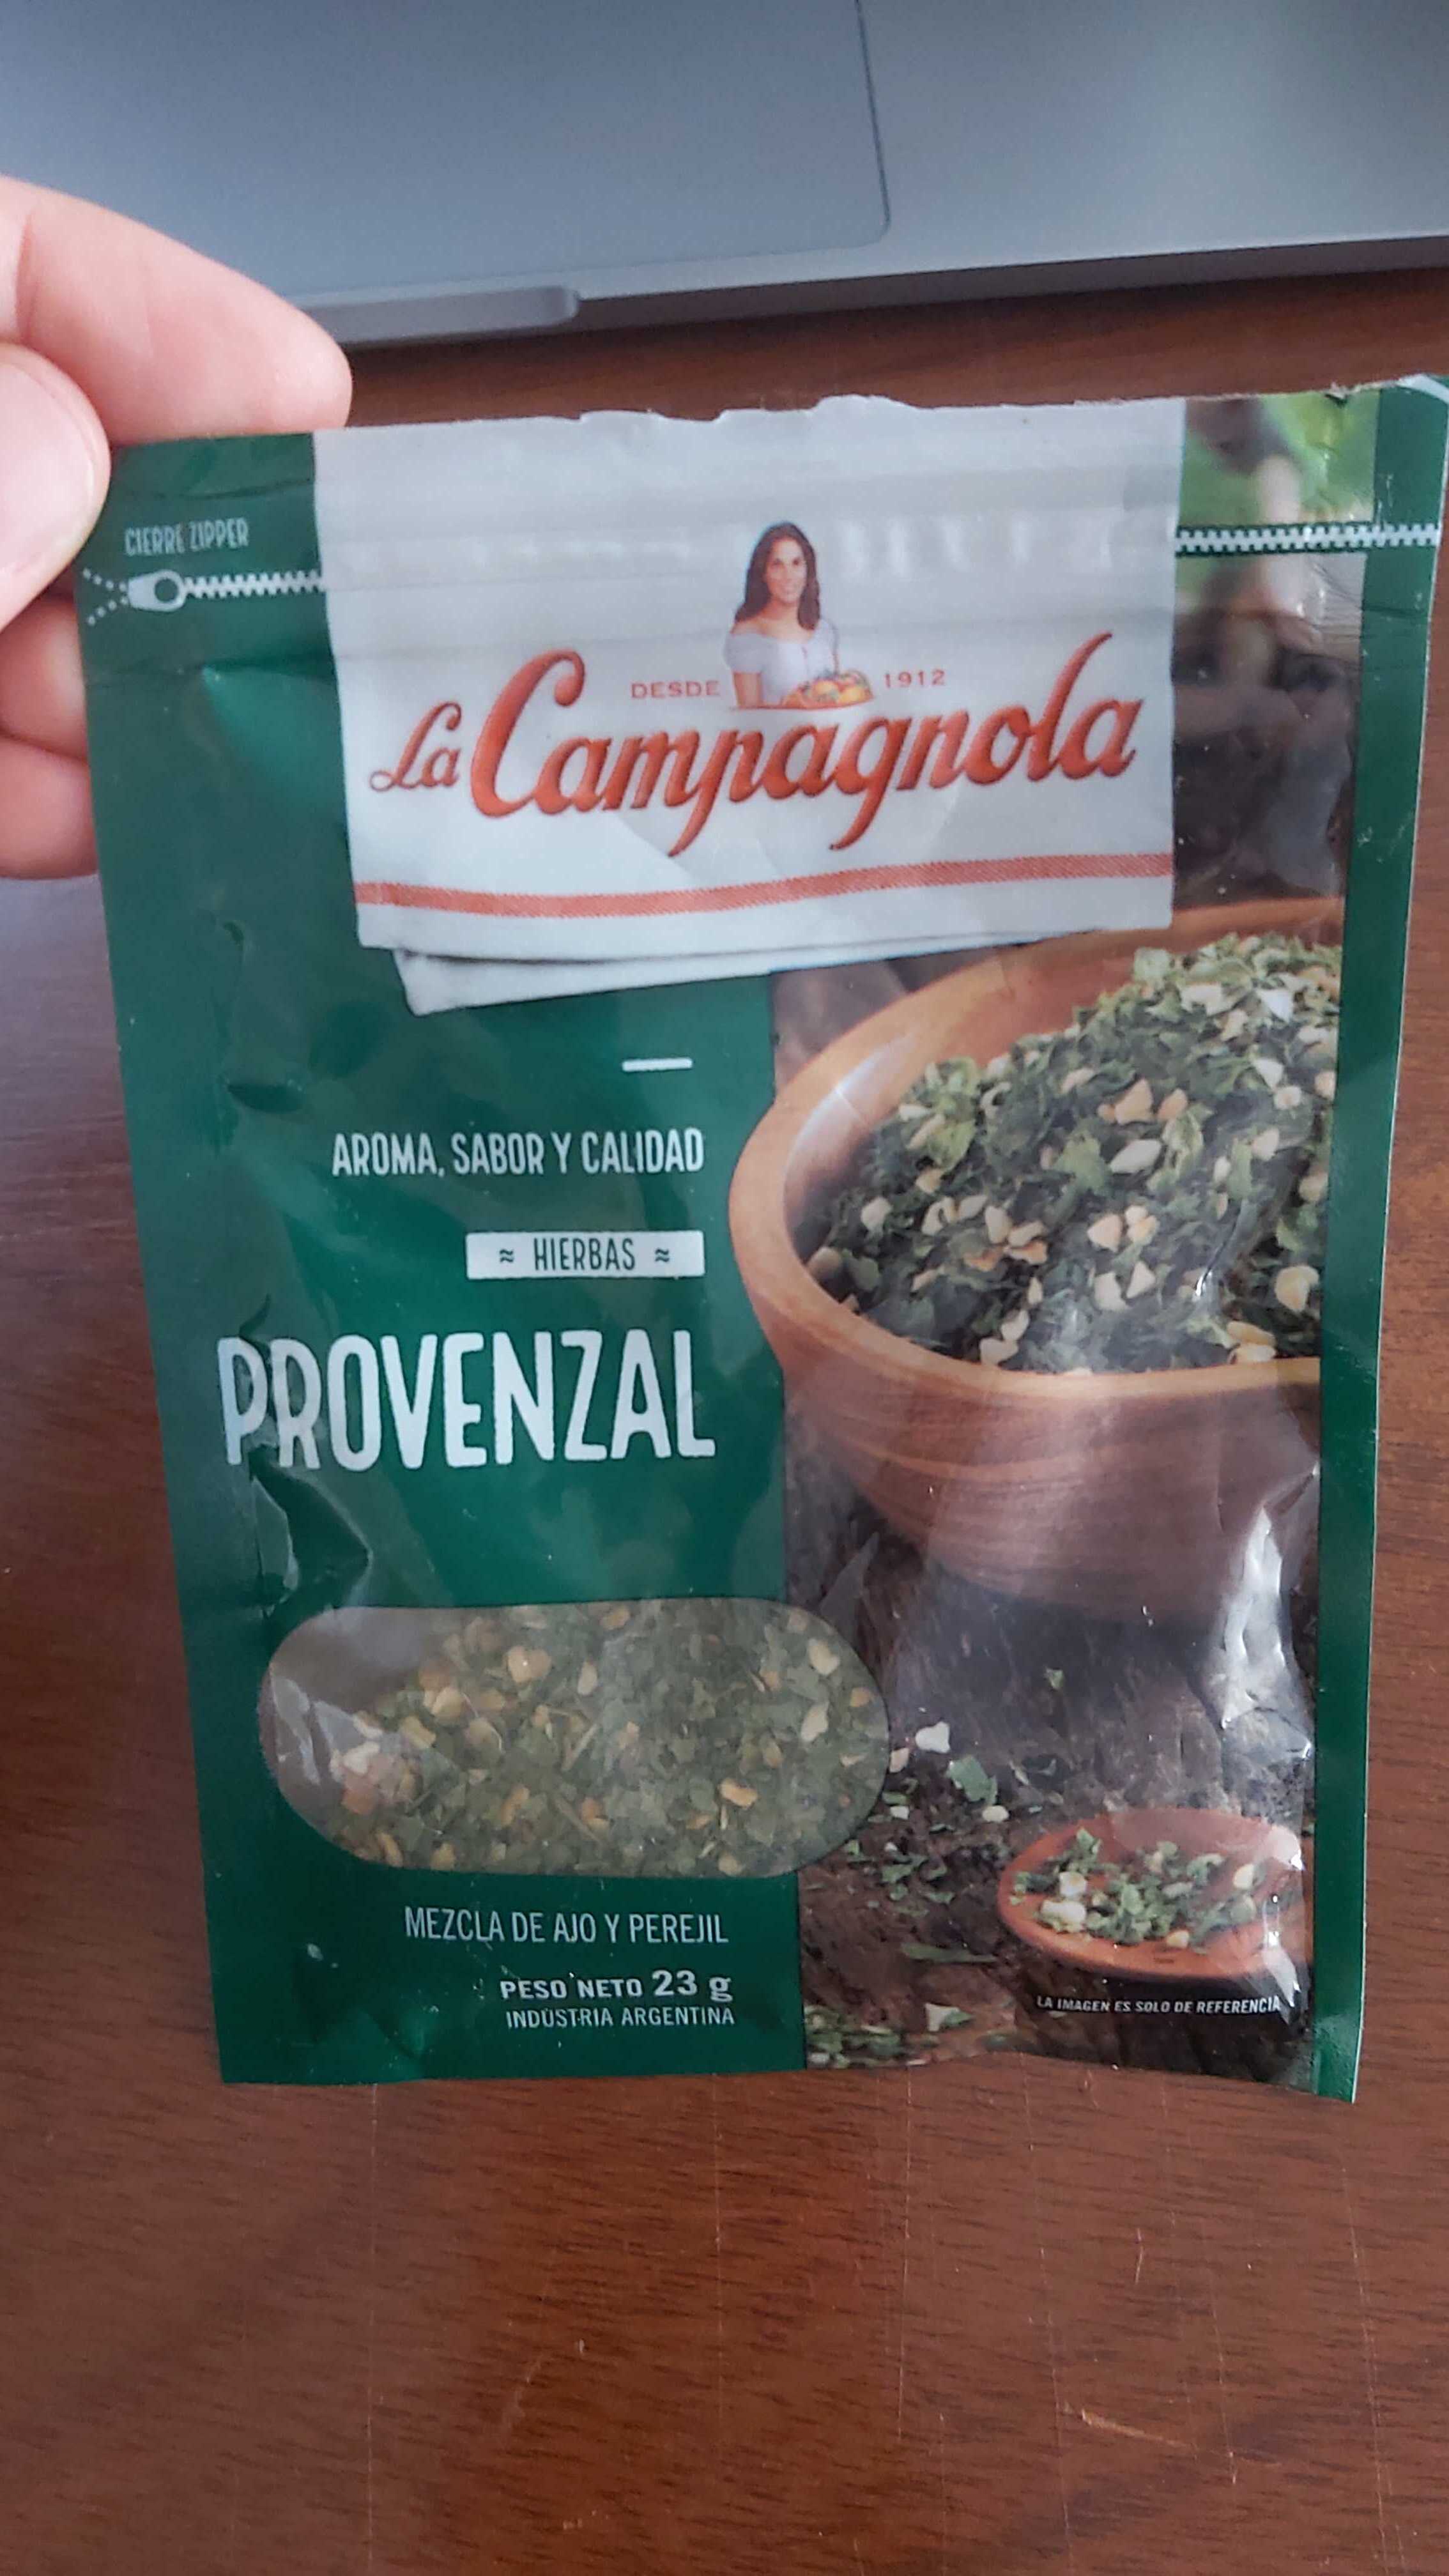 CIERRE ZIPPER
DESDE 1912
La Campagnola
AROMA, SABOR Y CALIDAD
≈ HIERBAS ≈
PROVENZAL
MEZCLA DE AJO Y PEREJIL
PESO NETO 23 g
INDUSTRIA ARGENTINA
LA IMAGEN ES SOLO DE REFERENCIA